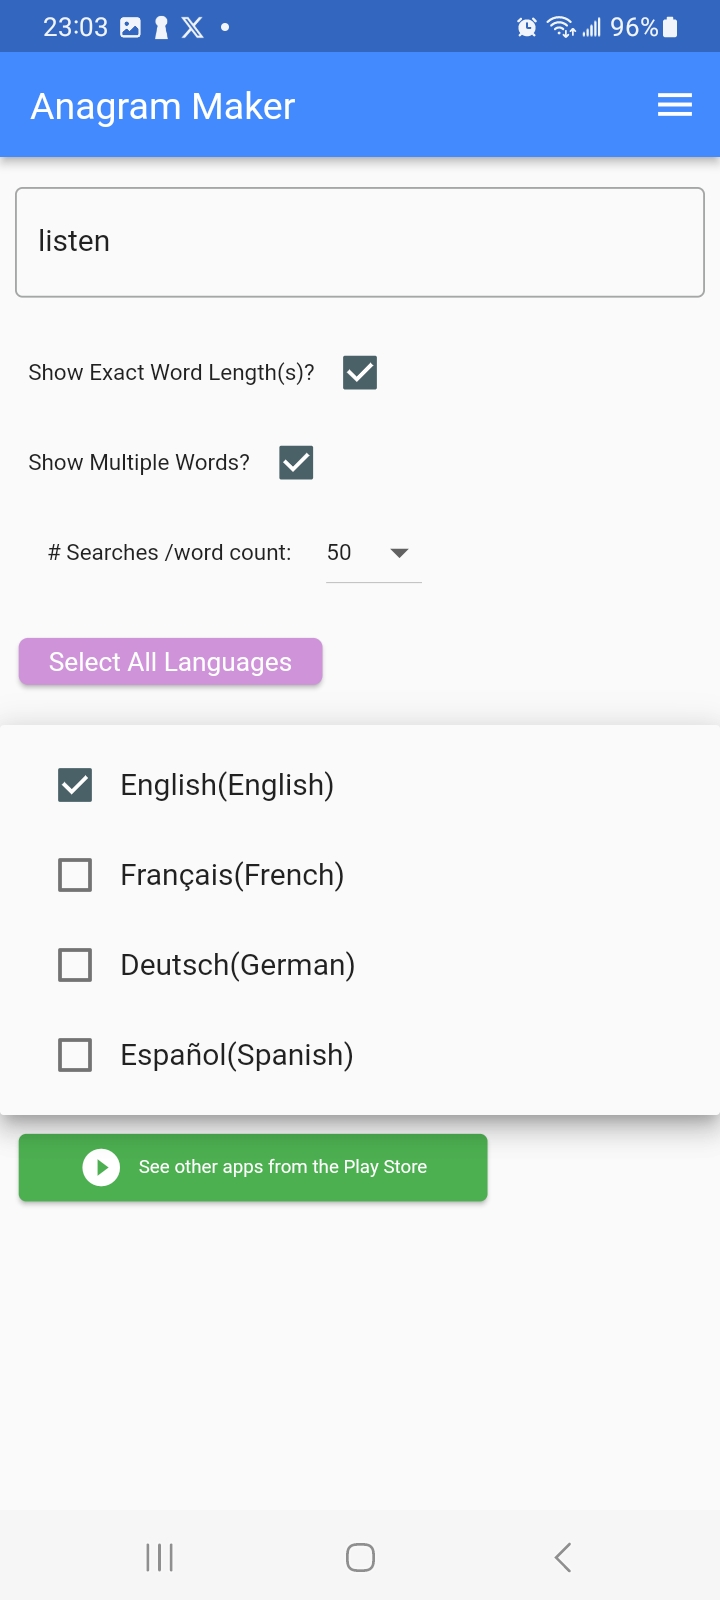 23:03 96%
Anagram Maker
listen
Show Exact Word Length(s)?
Show Multiple Words?
# Searches /word count: 50
Select All Languages
English(English)
Français(French)
Deutsch(German)
Español(Spanish)
See other apps from the Play Store